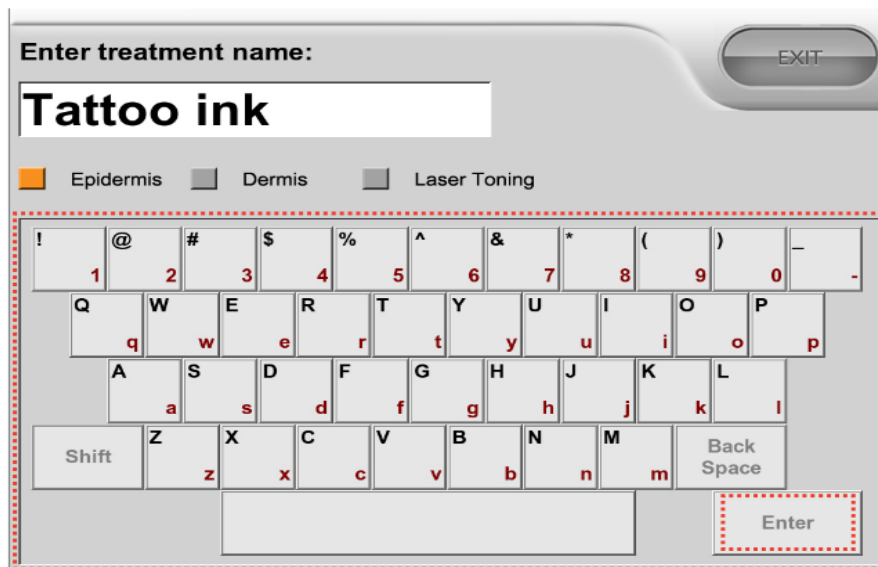 Enter treatment name:
EXIT
Tattoo ink
Epidermis Dermis Laser Toning
! 1 @ 2 # 3 $ 4 % 5 ^ 6 & 7 * 8 ( 9 ) 0 _ -
Q q W w E e R r T t Y y U u I i O o P p
A a S s D d F f G g H h J j K k L l
Shift Z z X x C c V v B b N n M m Back Space
Enter